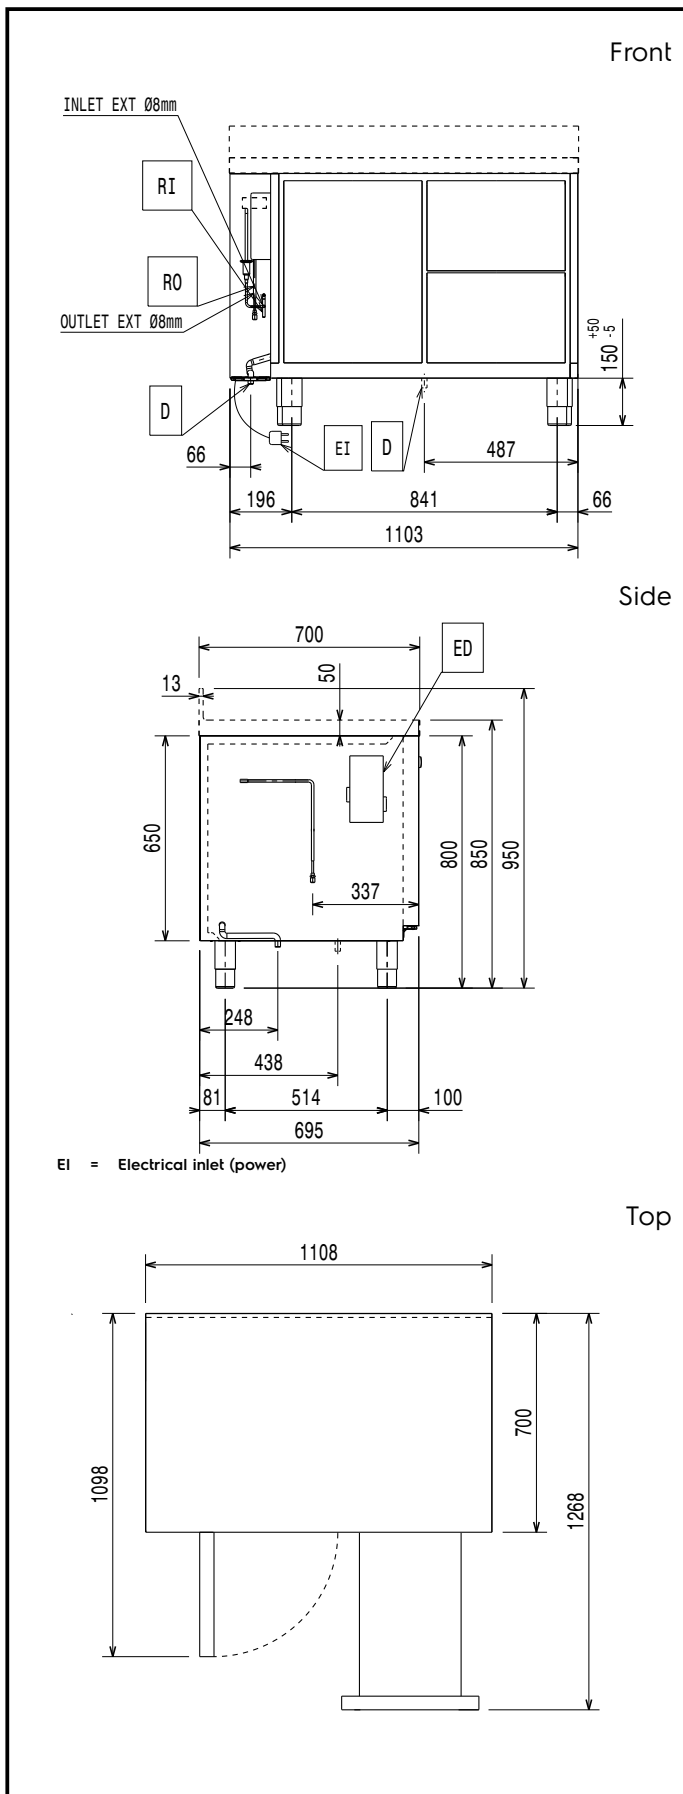 Front
INLET EXT Ø8mm
RI
RO
OUTLET EXT Ø8mm
+50
150 -5
D
EI
D
66
487
196
841
66
1103
Side
700
ED
50
13
650
800
850
950
337
248
438
81
514
100
695
EI = Electrical inlet (power)
Top
1108
1098
700
1268